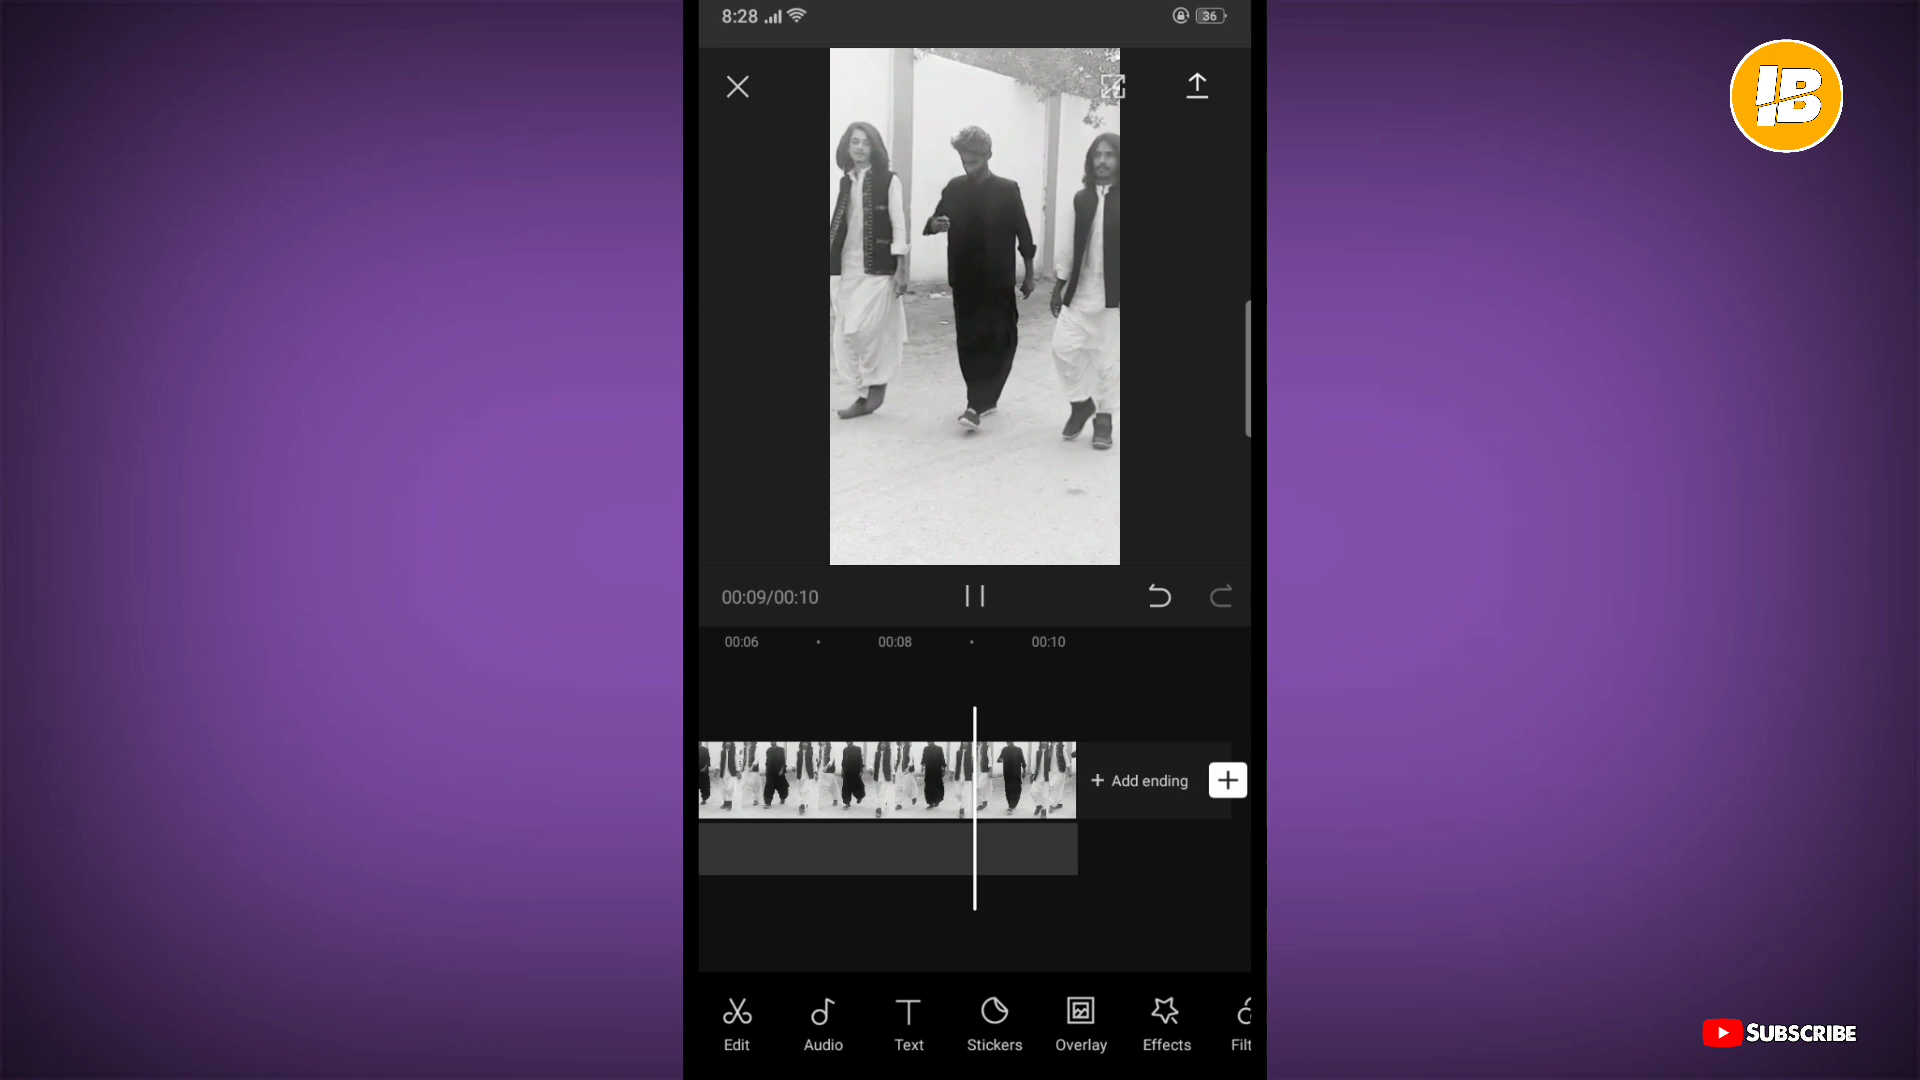 8:28
36
IB
00:09/00:10
00:06
00:08
00:10
+ Add ending
Edit
Audio
Text
Stickers
Overlay
Effects
Filt
SUBSCRIBE